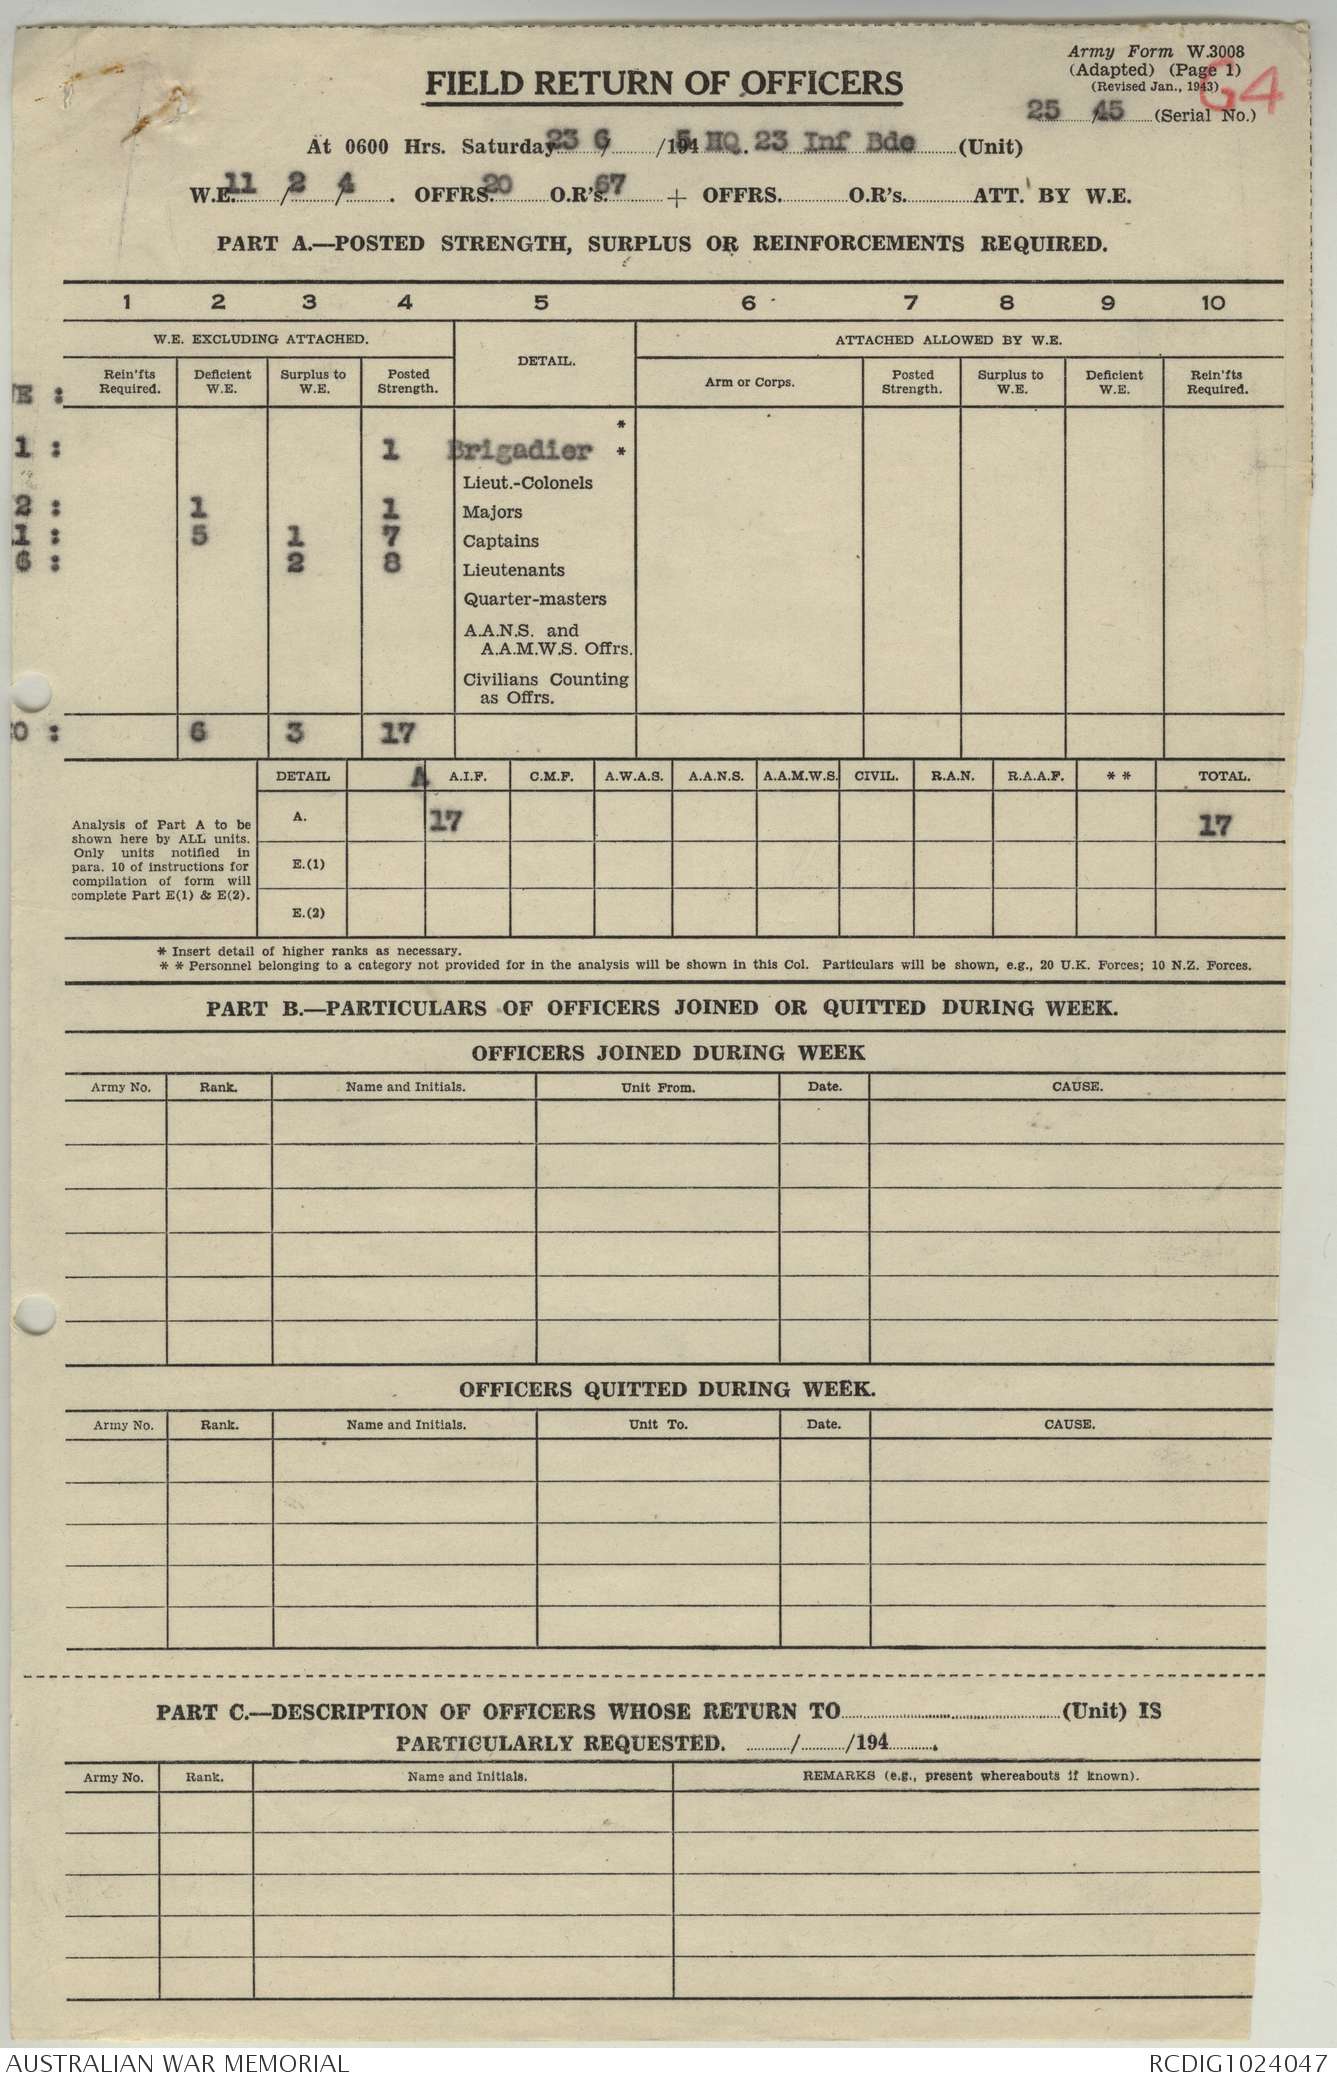 Army Form W.3008
(Adapted) (Page 1)
(Revised Jan., 1943)
G4
25/45 (Serial No.)
FIELD RETURN OF OFFICERS
At 0600 Hrs. Saturday 23/6/1945 HQ. 23 Inf Bde (Unit)
W.E. 11/2/4. OFFRS. 20 O.R's. 67 + OFFRS. O.R's. ATT. BY W.E.
PART A.—POSTED STRENGTH, SURPLUS OR REINFORCEMENTS REQUIRED.
1 2 3 4 5 6 7 8 9 10
W.E. EXCLUDING ATTACHED. DETAIL. ATTACHED ALLOWED BY W.E.
Rein'fts Required. Deficient W.E. Surplus to W.E. Posted Strength. Arm or Corps. Posted Strength. Surplus to W.E. Deficient W.E. Rein'fts Required.
E :
*
1 : 1 Brigadier *
Lieut.-Colonels
2 : 1 1 Majors
1 : 5 1 7 Captains
6 : 2 8 Lieutenants
Quarter-masters
A.A.N.S. and
A.A.M.W.S. Offrs.
Civilians Counting
as Offrs.
0 : 6 3 17
DETAIL A A.I.F. C.M.F. A.W.A.S. A.A.N.S. A.A.M.W.S. CIVIL. R.A.N. R.A.A.F. * * TOTAL.
A. 17 17
E.(1)
E.(2)
Analysis of Part A to be
shown here by ALL units.
Only units notified in
para. 10 of instructions for
compilation of form will
complete Part E(1) & E(2).
* Insert detail of higher ranks as necessary.
* * Personnel belonging to a category not provided for in the analysis will be shown in this Col. Particulars will be shown, e.g., 20 U.K. Forces; 10 N.Z. Forces.
PART B.—PARTICULARS OF OFFICERS JOINED OR QUITTED DURING WEEK.
OFFICERS JOINED DURING WEEK
Army No. Rank. Name and Initials. Unit From. Date. CAUSE.
OFFICERS QUITTED DURING WEEK.
Army No. Rank. Name and Initials. Unit To. Date. CAUSE.
PART C.—DESCRIPTION OF OFFICERS WHOSE RETURN TO (Unit) IS
PARTICULARLY REQUESTED. / /194 .
Army No. Rank. Name and Initials. REMARKS (e.g., present whereabouts if known).
AUSTRALIAN WAR MEMORIAL RCDIG1024047